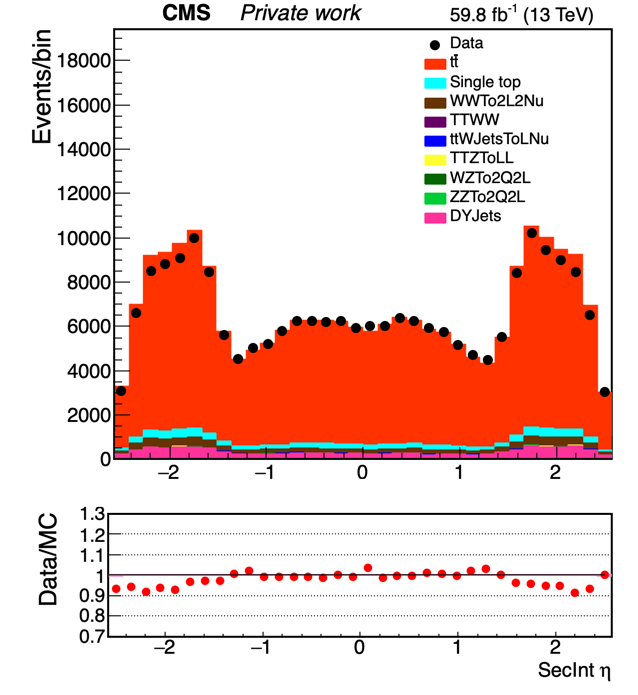 CMS Private work 59.8 fb⁻¹ (13 TeV)
Events/bin
18000
16000
14000
12000
10000
8000
6000
4000
2000
0
Data
tt̄
Single top
WWTo2L2Nu
TTWW
ttWJetsToLNu
TTZToLL
WZTo2Q2L
ZZTo2Q2L
DYJets
−2 −1 0 1 2
Data/MC
1.3
1.2
1.1
1
0.9
0.8
0.7
−2 −1 0 1 2
SecInt η